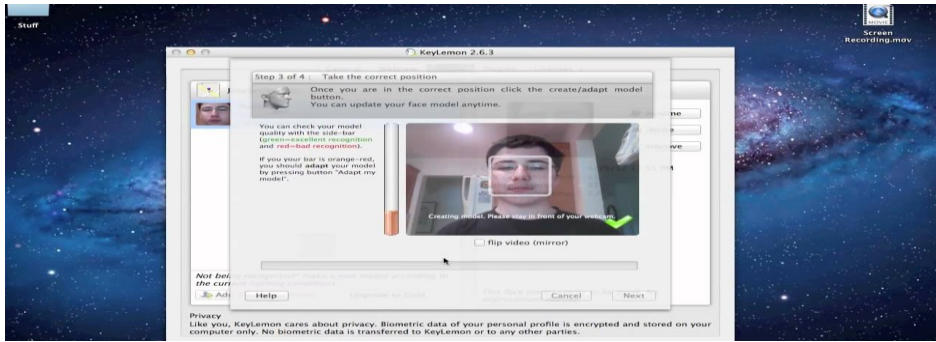 Stuff
MOVIE
Screen
Recording.mov
KeyLemon 2.6.3
Step 3 of 4 : Take the correct position
Once you are in the correct position click the create/adapt model
button.
You can update your face model anytime.
You can check your model
quality with the side-bar
(green=excellent recognition
and red=bad recognition).
If you your bar is orange-red,
you should adapt your model
by pressing button "Adapt my
model".
Creating model. Please stay in front of your webcam.
flip video (mirror)
Not
the
Help
Cancel
Next
Privacy
Like you, KeyLemon cares about privacy. Biometric data of your personal profile is encrypted and stored on your
computer only. No biometric data is transferred to KeyLemon or to any other parties.